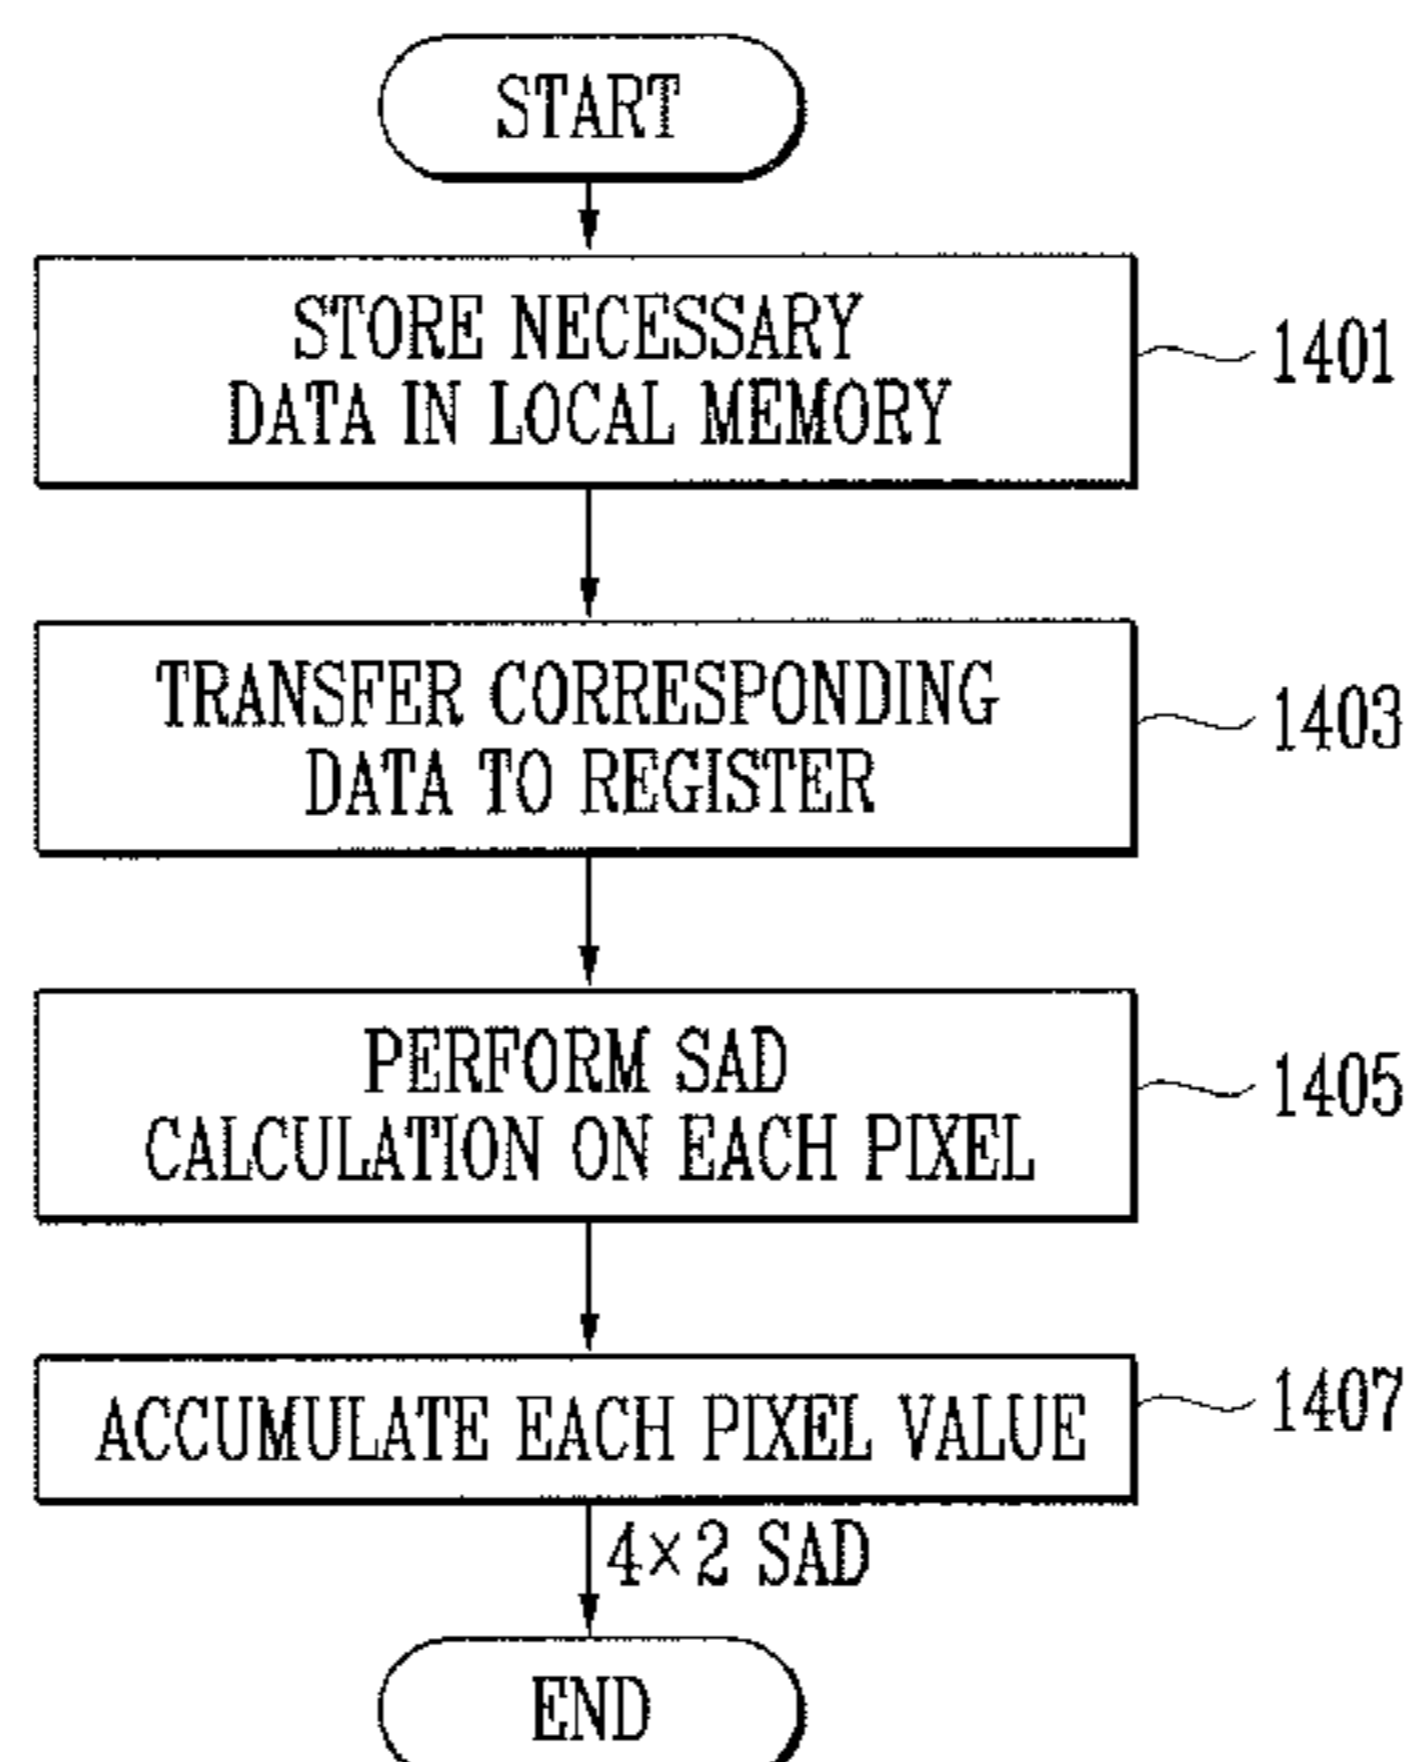 START
STORE NECESSARY
DATA IN LOCAL MEMORY
1401
TRANSFER CORRESPONDING
DATA TO REGISTER
1403
PERFORM SAD
CALCULATION ON EACH PIXEL
1405
ACCUMULATE EACH PIXEL VALUE
1407
4×2 SAD
END